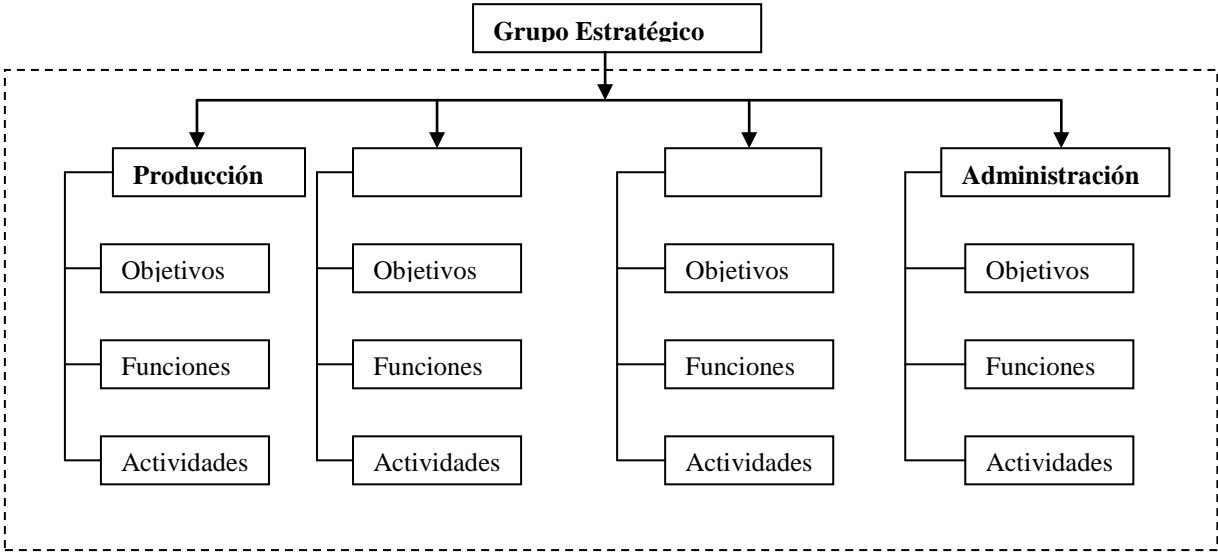 Grupo Estratégico
Producción
Administración
Objetivos
Objetivos
Objetivos
Objetivos
Funciones
Funciones
Funciones
Funciones
Actividades
Actividades
Actividades
Actividades